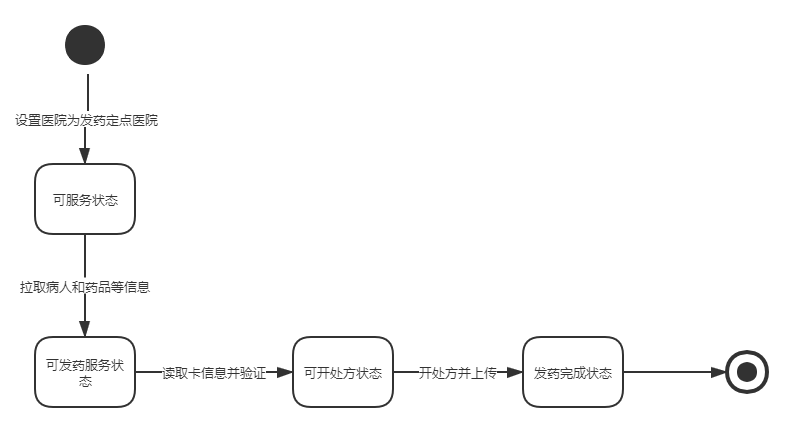 设置医院为发药定点医院
可服务状态
拉取病人和药品等信息
可发药服务状
态
读取卡信息并验证
可开处方状态
开处方并上传
发药完成状态